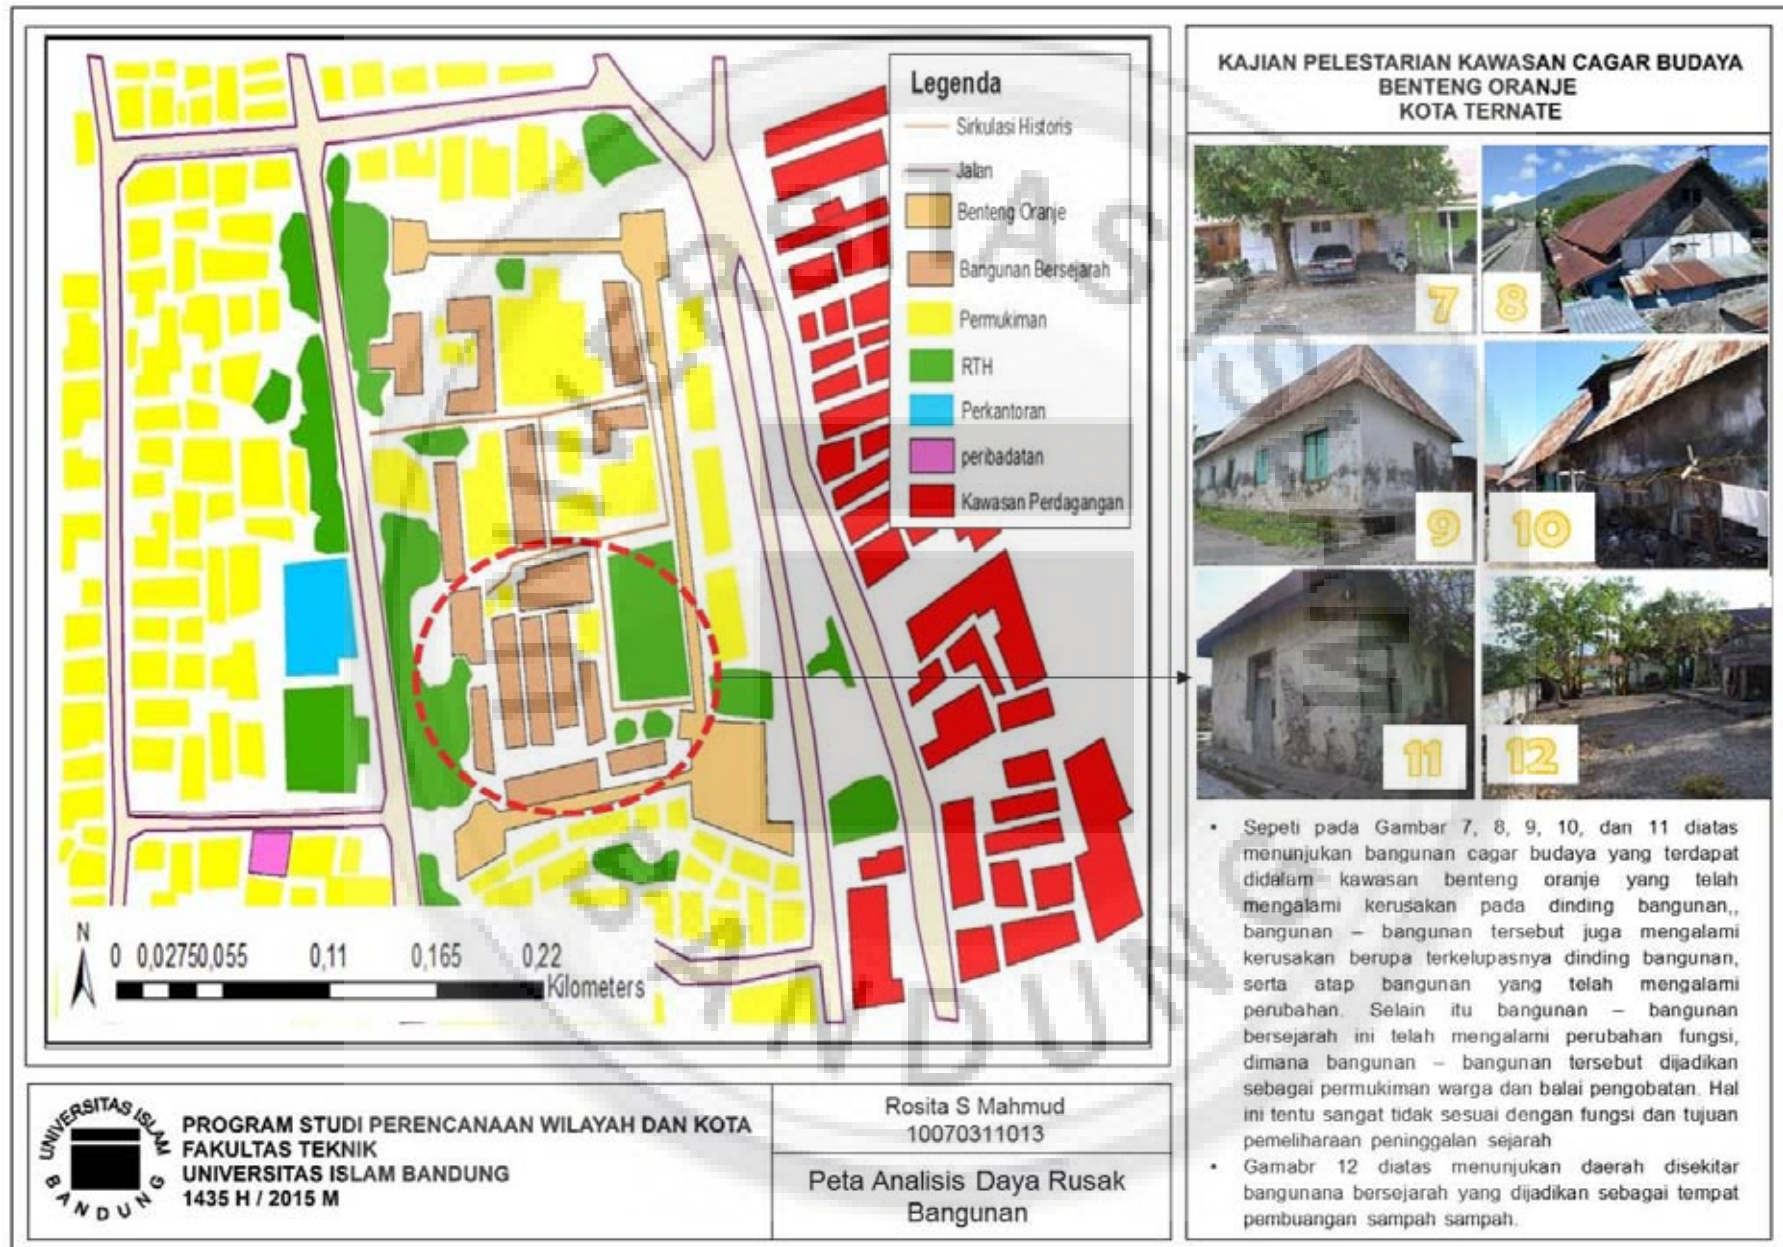 Legenda
Sirkulasi Historis
Jalan
Benteng Oranje
Bangunan Bersejarah
Permukiman
RTH
Perkantoran
peribadatan
Kawasan Perdagangan
N
0 0,02750,055 0,11 0,165 0,22
Kilometers
KAJIAN PELESTARIAN KAWASAN CAGAR BUDAYA
BENTENG ORANJE
KOTA TERNATE
7
8
9
10
11
12
• Sepeti pada Gambar 7, 8, 9, 10, dan 11 diatas
menunjukan bangunan cagar budaya yang terdapat
didalam kawasan benteng oranje yang telah
mengalami kerusakan pada dinding bangunan,,
bangunan – bangunan tersebut juga mengalami
kerusakan berupa terkelupasnya dinding bangunan,
serta atap bangunan yang telah mengalami
perubahan. Selain itu bangunan – bangunan
bersejarah ini telah mengalami perubahan fungsi,
dimana bangunan – bangunan tersebut dijadikan
sebagai permukiman warga dan balai pengobatan. Hal
ini tentu sangat tidak sesuai dengan fungsi dan tujuan
pemeliharaan peninggalan sejarah
• Gamabr 12 diatas menunjukan daerah disekitar
bangunana bersejarah yang dijadikan sebagai tempat
pembuangan sampah sampah.
UNIVERSITAS ISLAM
BANDUNG
PROGRAM STUDI PERENCANAAN WILAYAH DAN KOTA
FAKULTAS TEKNIK
UNIVERSITAS ISLAM BANDUNG
1435 H / 2015 M
Rosita S Mahmud
10070311013
Peta Analisis Daya Rusak
Bangunan